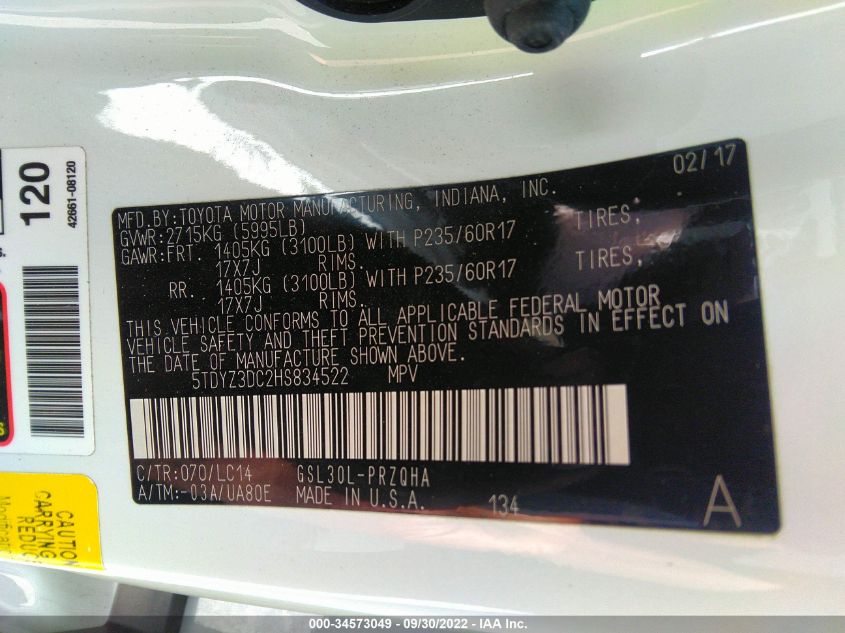 02/17
MFD.BY:TOYOTA MOTOR MANUFACTURING, INDIANA, INC.
GVWR:2715KG (5995LB)
GAWR:FRT. 1405KG (3100LB) WITH P235/60R17 TIRES,
17X7J RIMS.
RR. 1405KG (3100LB) WITH P235/60R17 TIRES,
17X7J RIMS.
THIS VEHICLE CONFORMS TO ALL APPLICABLE FEDERAL MOTOR
VEHICLE SAFETY AND THEFT PREVENTION STANDARDS IN EFFECT ON
THE DATE OF MANUFACTURE SHOWN ABOVE.
5TDYZ3DC2HS834522 MPV
C/TR:070/LC14 GSL30L-PRZQHA
A/TM:-03A/UA80E MADE IN U.S.A. 134 A
120
42661-08120
CAUTION
CARRYING
REDUC
000-34573049 - 09/30/2022 - IAA Inc.